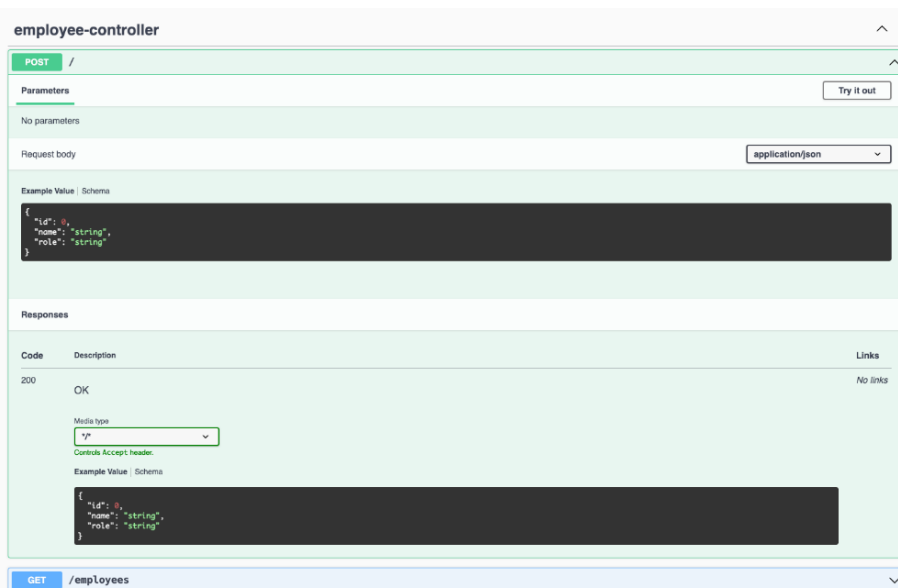 employee-controller
POST /
Parameters Try it out
No parameters
Request body application/json
Example Value | Schema
{
"id": 0,
"name": "string",
"role": "string"
}
Responses
Code Description Links
200 OK No links
Media type
*/*
Controls Accept header.
Example Value | Schema
{
"id": 0,
"name": "string",
"role": "string"
}
GET /employees